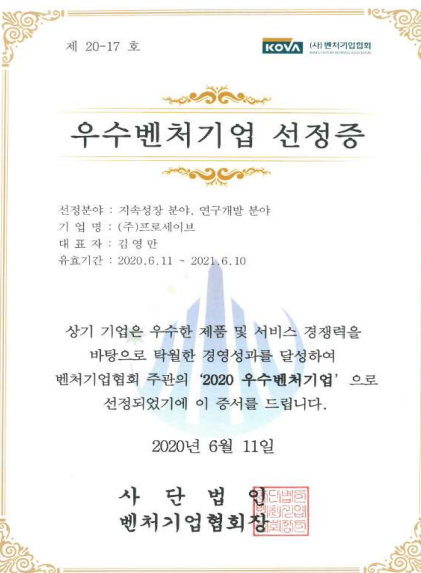 제 20-17 호
KOVA (사)벤처기업협회
우수벤처기업 선정증
선정분야 : 지속성장 분야, 연구개발 분야
기 업 명 : (주)프로세이브
대 표 자 : 김영만
유효기간 : 2020.6.11 ~ 2021.6.10
상기 기업은 우수한 제품 및 서비스 경쟁력을
바탕으로 탁월한 경영성과를 달성하여
벤처기업협회 주관의 ‘2020 우수벤처기업’ 으로
선정되었기에 이 증서를 드립니다.
2020년 6월 11일
사 단 법 인
벤처기업협회장